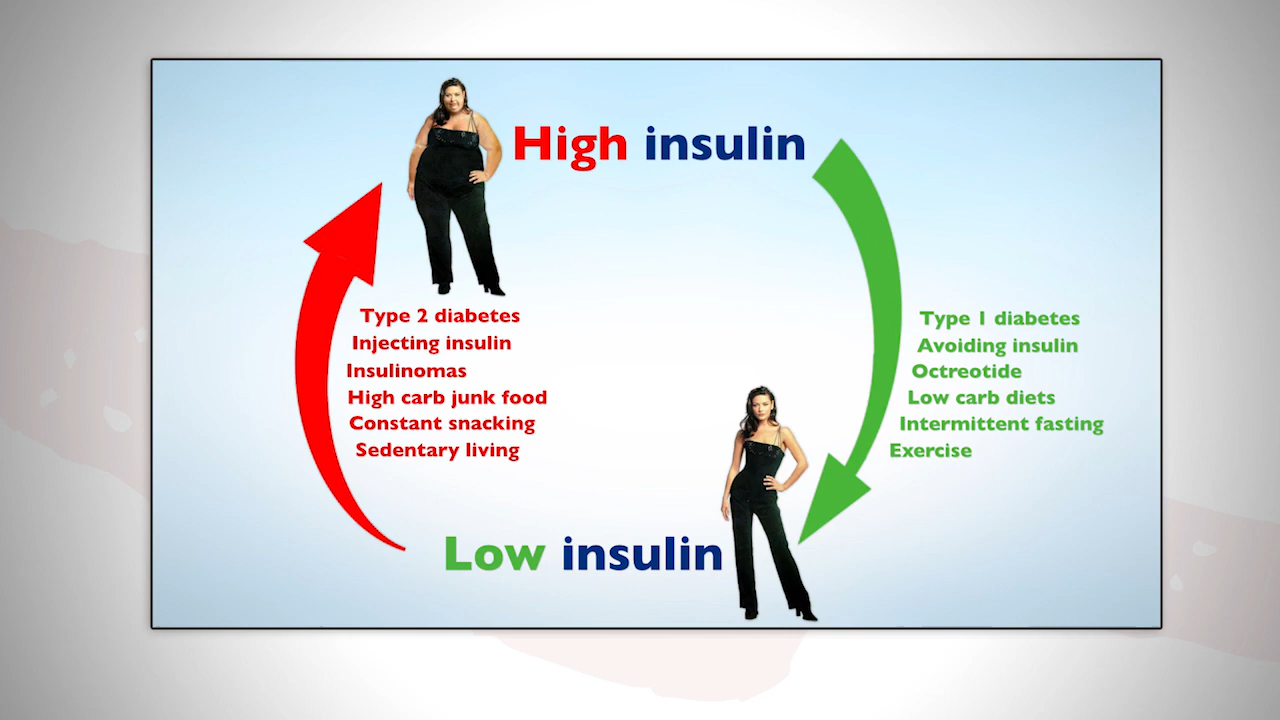 High insulin
Type 2 diabetes
Injecting insulin
Insulinomas
High carb junk food
Constant snacking
Sedentary living
Type 1 diabetes
Avoiding insulin
Octreotide
Low carb diets
Intermittent fasting
Exercise
Low insulin